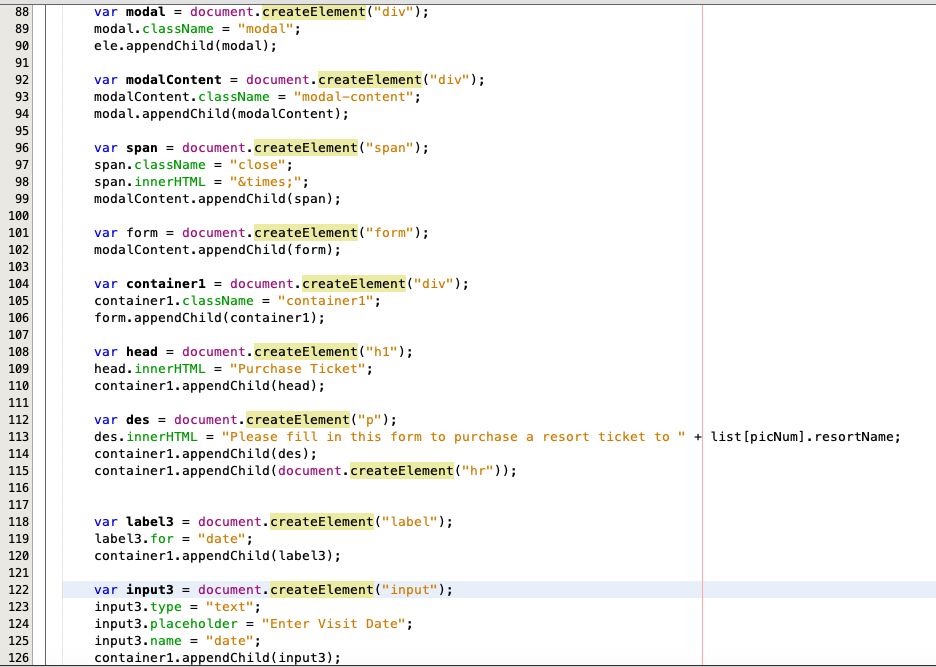 88 var modal = document.createElement("div");
89 modal.className = "modal";
90 ele.appendChild(modal);
91
92 var modalContent = document.createElement("div");
93 modalContent.className = "modal-content";
94 modal.appendChild(modalContent);
95
96 var span = document.createElement("span");
97 span.className = "close";
98 span.innerHTML = "&times;";
99 modalContent.appendChild(span);
100
101 var form = document.createElement("form");
102 modalContent.appendChild(form);
103
104 var container1 = document.createElement("div");
105 container1.className = "container1";
106 form.appendChild(container1);
107
108 var head = document.createElement("h1");
109 head.innerHTML = "Purchase Ticket";
110 container1.appendChild(head);
111
112 var des = document.createElement("p");
113 des.innerHTML = "Please fill in this form to purchase a resort ticket to " + list[picNum].resortName;
114 container1.appendChild(des);
115 container1.appendChild(document.createElement("hr"));
116
117
118 var label3 = document.createElement("label");
119 label3.for = "date";
120 container1.appendChild(label3);
121
122 var input3 = document.createElement("input");
123 input3.type = "text";
124 input3.placeholder = "Enter Visit Date";
125 input3.name = "date";
126 container1.appendChild(input3);